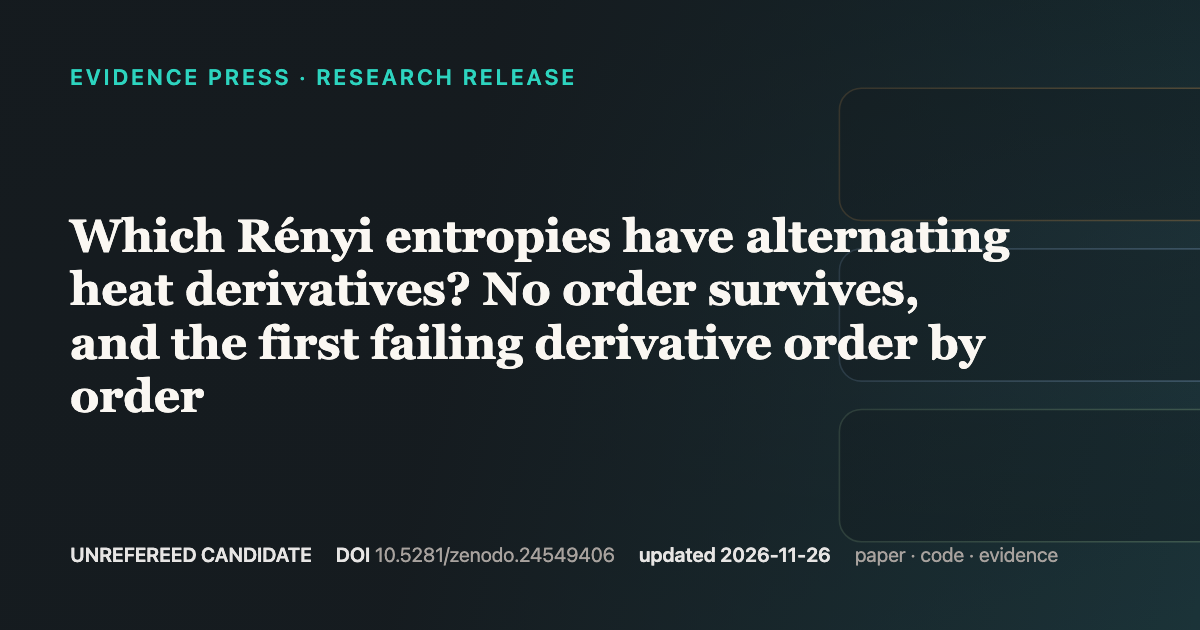 EVIDENCE PRESS · RESEARCH RELEASE
Which Rényi entropies have alternating
heat derivatives? No order survives,
and the first failing derivative order by
order
UNREFEREED CANDIDATE DOI 10.5281/zenodo.24549406 updated 2026-11-26 paper · code · evidence